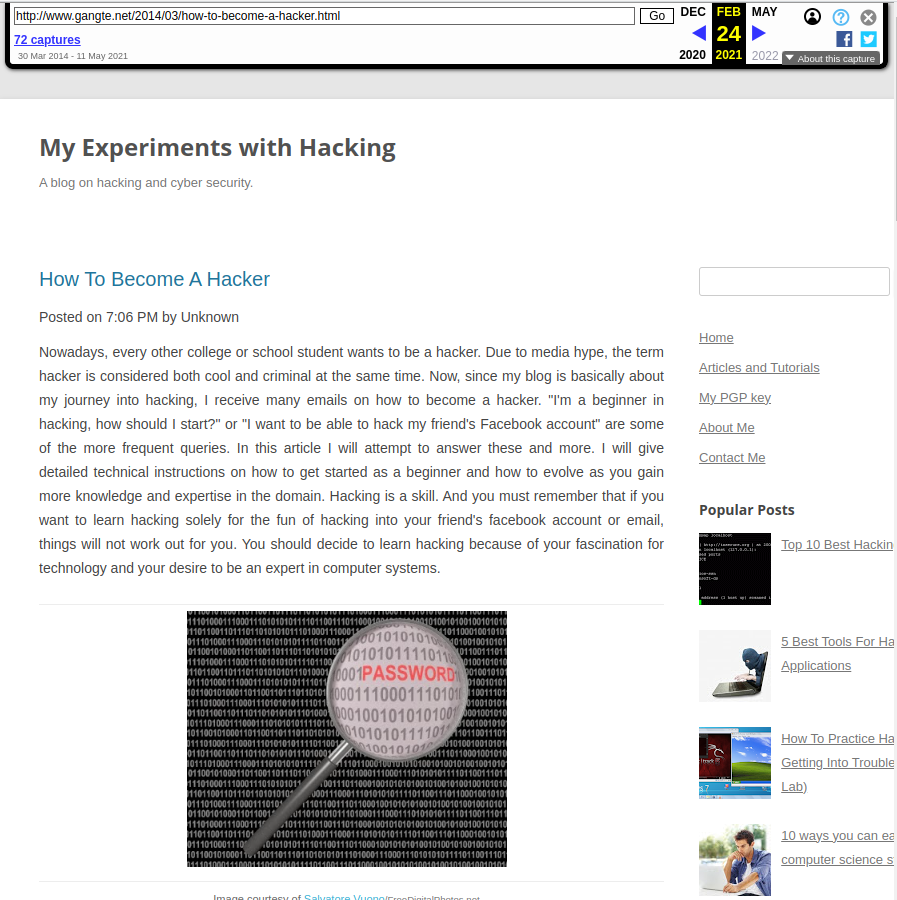 http://www.gangte.net/2014/03/how-to-become-a-hacker.html
Go
DEC FEB MAY
72 captures
24
30 Mar 2014 - 11 May 2021
2020 2021 2022
About this capture
My Experiments with Hacking
A blog on hacking and cyber security.
How To Become A Hacker
Posted on 7:06 PM by Unknown
Nowadays, every other college or school student wants to be a hacker. Due to media hype, the term
hacker is considered both cool and criminal at the same time. Now, since my blog is basically about
my journey into hacking, I receive many emails on how to become a hacker. "I'm a beginner in
hacking, how should I start?" or "I want to be able to hack my friend's Facebook account" are some
of the more frequent queries. In this article I will attempt to answer these and more. I will give
detailed technical instructions on how to get started as a beginner and how to evolve as you gain
more knowledge and expertise in the domain. Hacking is a skill. And you must remember that if you
want to learn hacking solely for the fun of hacking into your friend's facebook account or email,
things will not work out for you. You should decide to learn hacking because of your fascination for
technology and your desire to be an expert in computer systems.
PASSWORD
Image courtesy of Salvatore Vuono/FreeDigitalPhotos.net
Home
Articles and Tutorials
My PGP key
About Me
Contact Me
Popular Posts
Top 10 Best Hackin
5 Best Tools For Ha
Applications
How To Practice Ha
Getting Into Trouble
Lab)
10 ways you can ea
computer science s